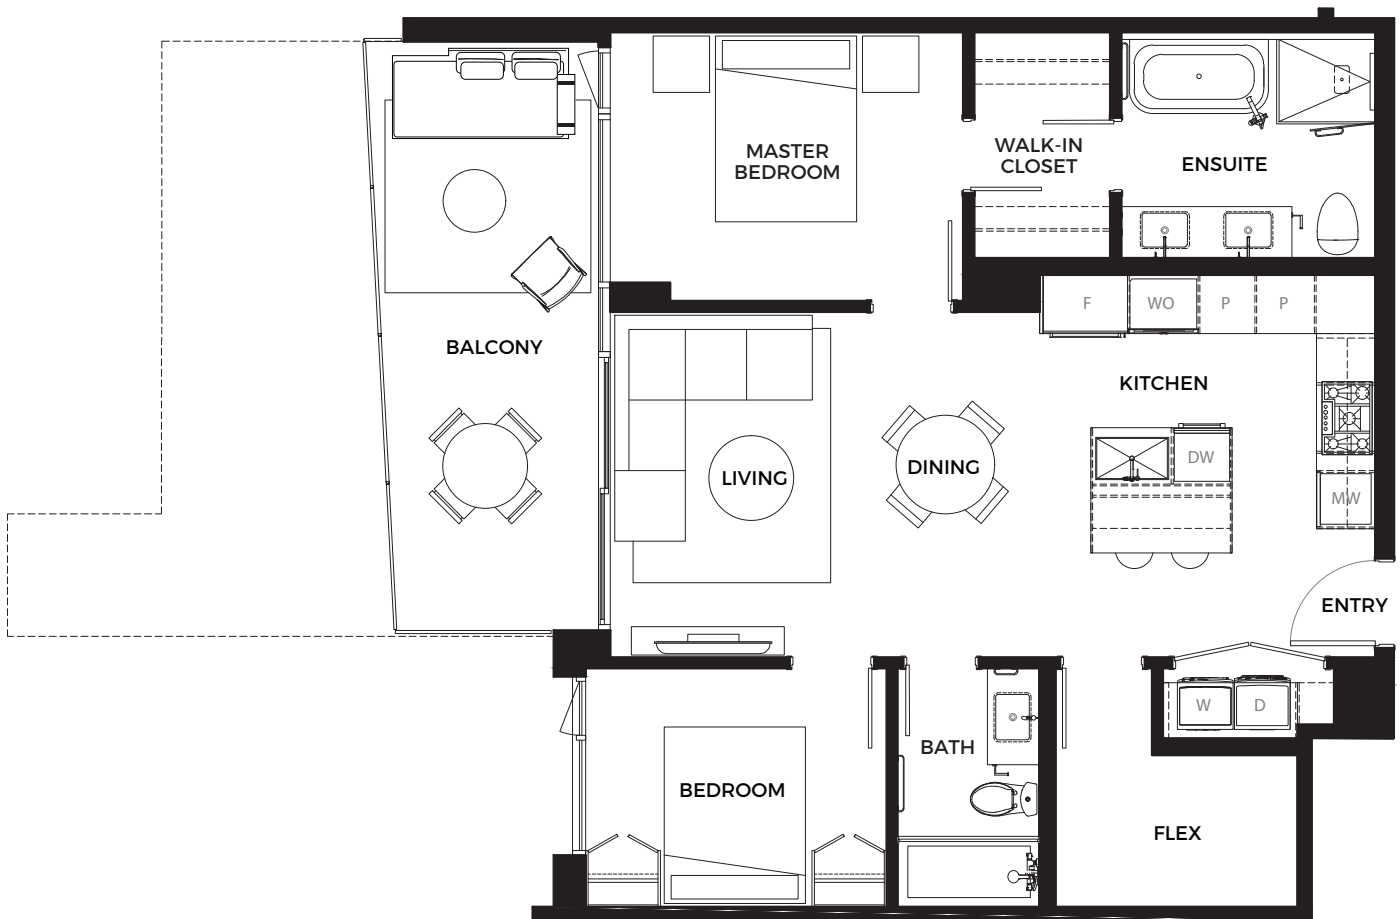 MASTER
BEDROOM
WALK-IN
CLOSET
ENSUITE
F
WO
P
P
BALCONY
KITCHEN
LIVING
DINING
DW
MW
ENTRY
W
D
BATH
BEDROOM
FLEX